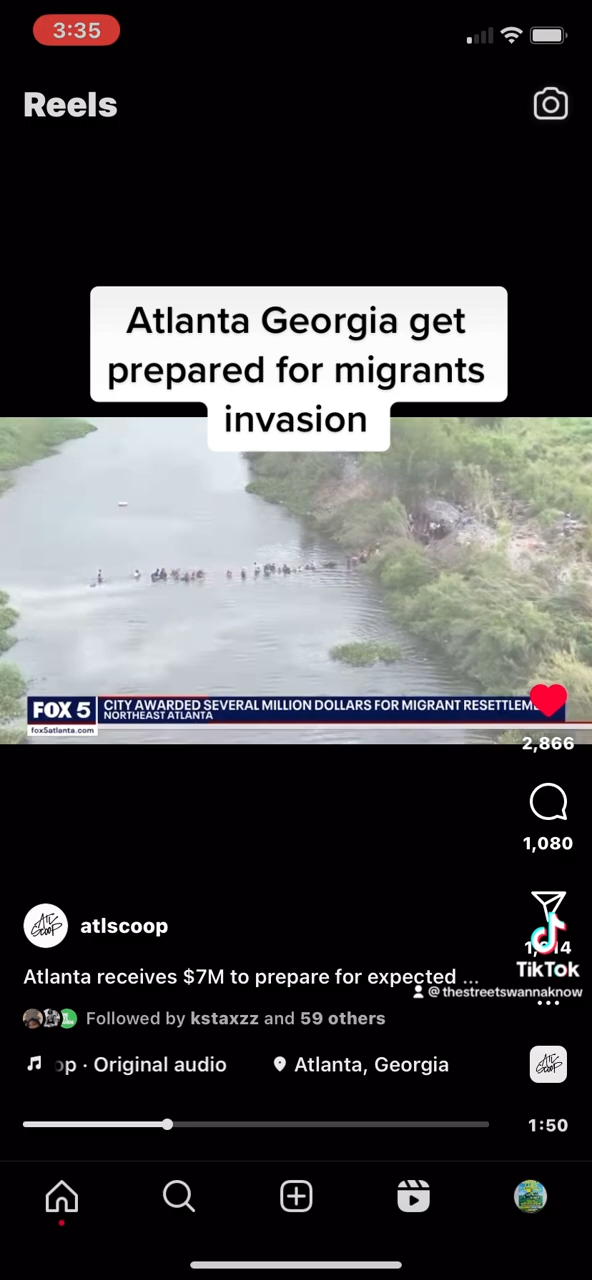 3:35
Reels
Atlanta Georgia get
prepared for migrants
invasion
FOX 5
CITY AWARDED SEVERAL MILLION DOLLARS FOR MIGRANT
NORTHEAST ATLANTA
fox5atlanta.com
2,866
1,080
atlscoop
TikTok
Atlanta receives $7M to prepare for expected ...
@thestreetswannaknow
Followed by kstaxzz and 59 others
op · Original audio
Atlanta, Georgia
1:50